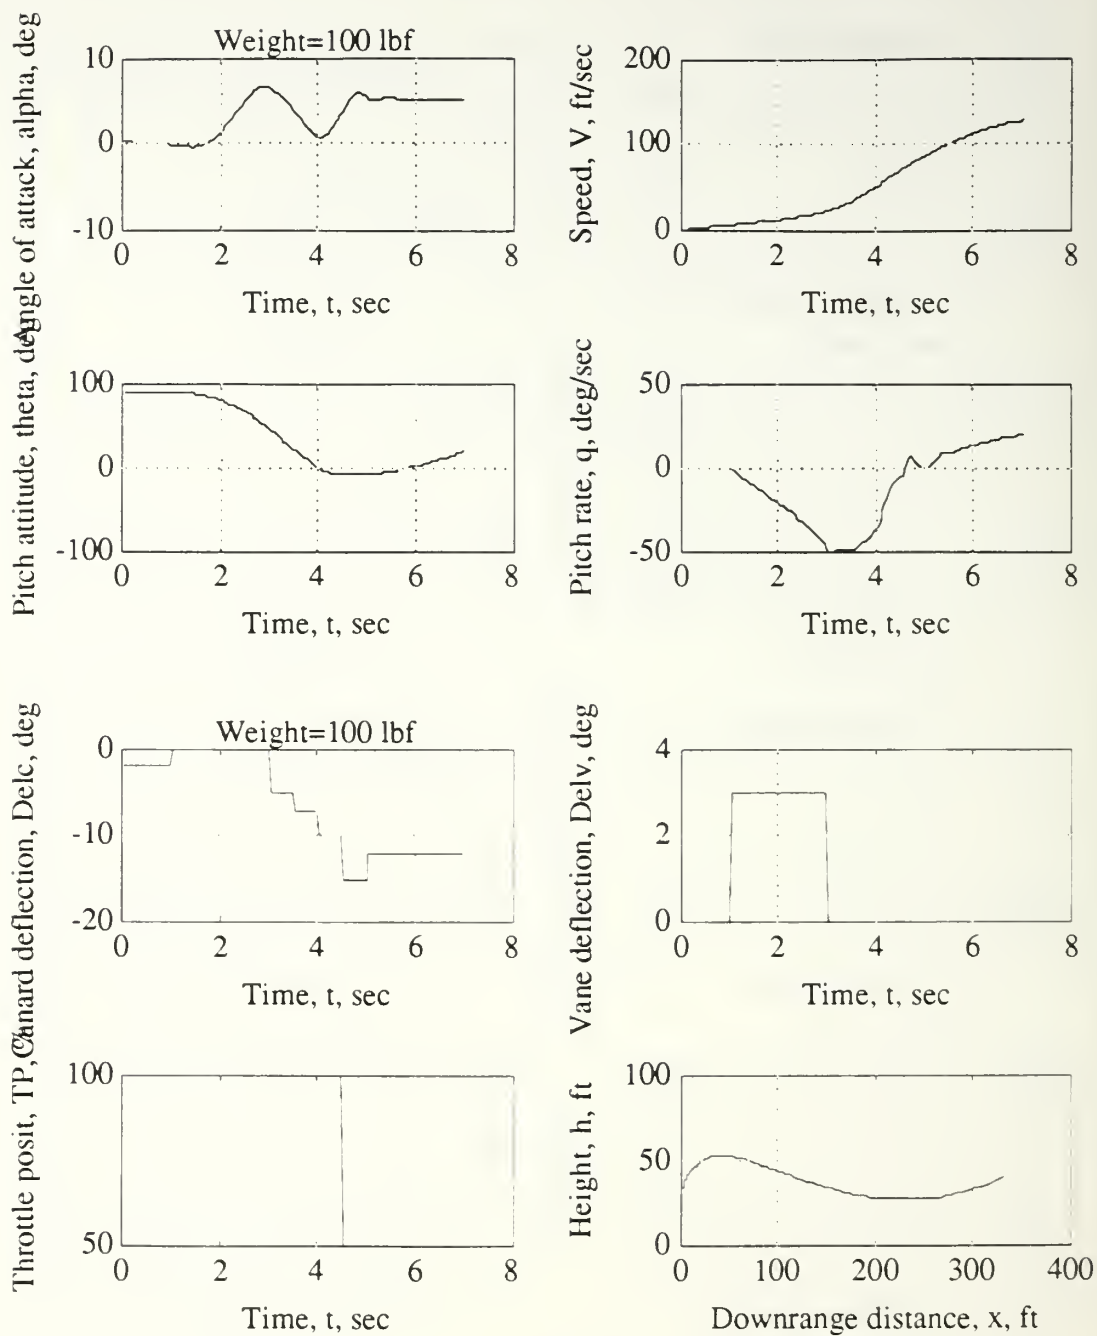 Weight=100 lbf
Angle of attack, alpha, deg
10
0
-10
0 2 4 6 8
Time, t, sec
Speed, V, ft/sec
200
100
0
0 2 4 6 8
Time, t, sec
Pitch attitude, theta, deg
100
0
-100
0 2 4 6 8
Time, t, sec
Pitch rate, q, deg/sec
50
0
-50
0 2 4 6 8
Time, t, sec
Weight=100 lbf
Canard deflection, Delc, deg
0
-10
-20
0 2 4 6 8
Time, t, sec
Vane deflection, Delv, deg
4
2
0
0 2 4 6 8
Time, t, sec
Throttle posit, TP, %
100
50
0 2 4 6 8
Time, t, sec
Height, h, ft
100
50
0
0 100 200 300 400
Downrange distance, x, ft